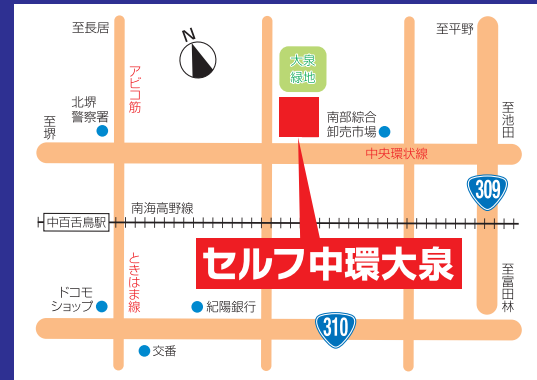 至長居
N
大泉
緑地
至平野
アビコ筋
北堺
警察署
至堺
南部綜合
卸売市場
至池田
中央環状線
309
南海高野線
中百舌鳥駅
セルフ中環大泉
ときはま線
至富田林
ドコモ
ショップ
紀陽銀行
310
交番